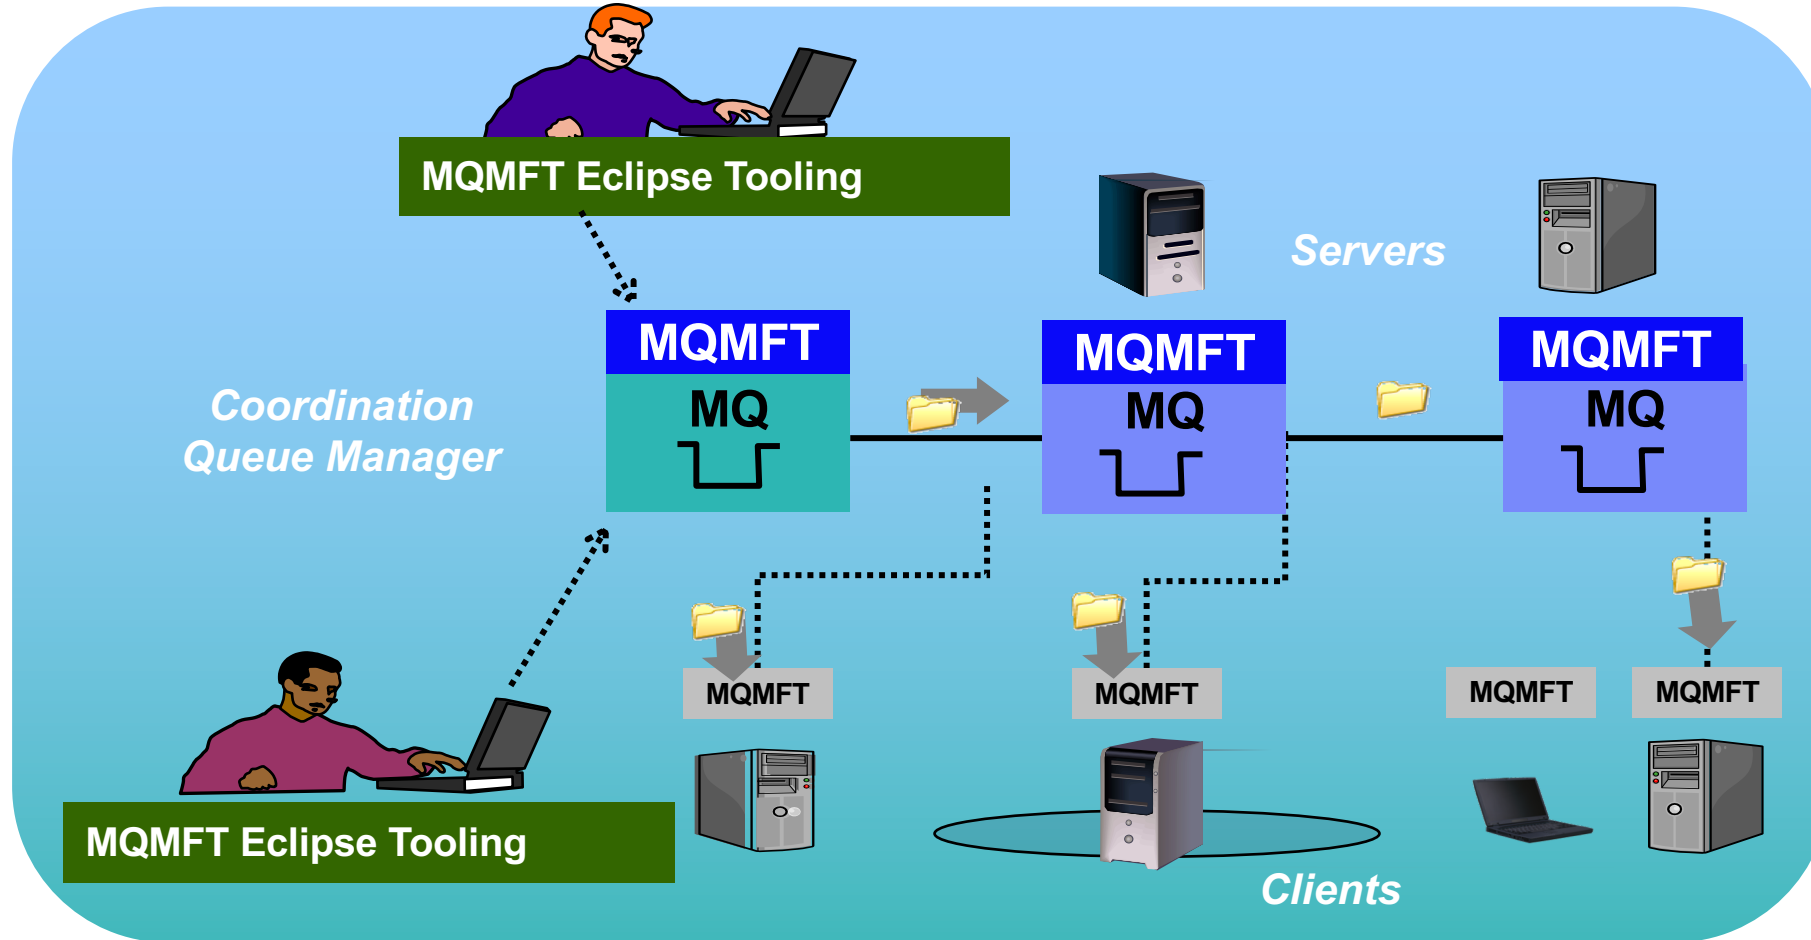 MQMFT Eclipse Tooling
Servers
MQMFT
MQMFT
MQMFT
MQ
MQ
MQ
Coordination
Queue Manager
MQMFT
MQMFT
MQMFT
MQMFT
MQMFT Eclipse Tooling
Clients